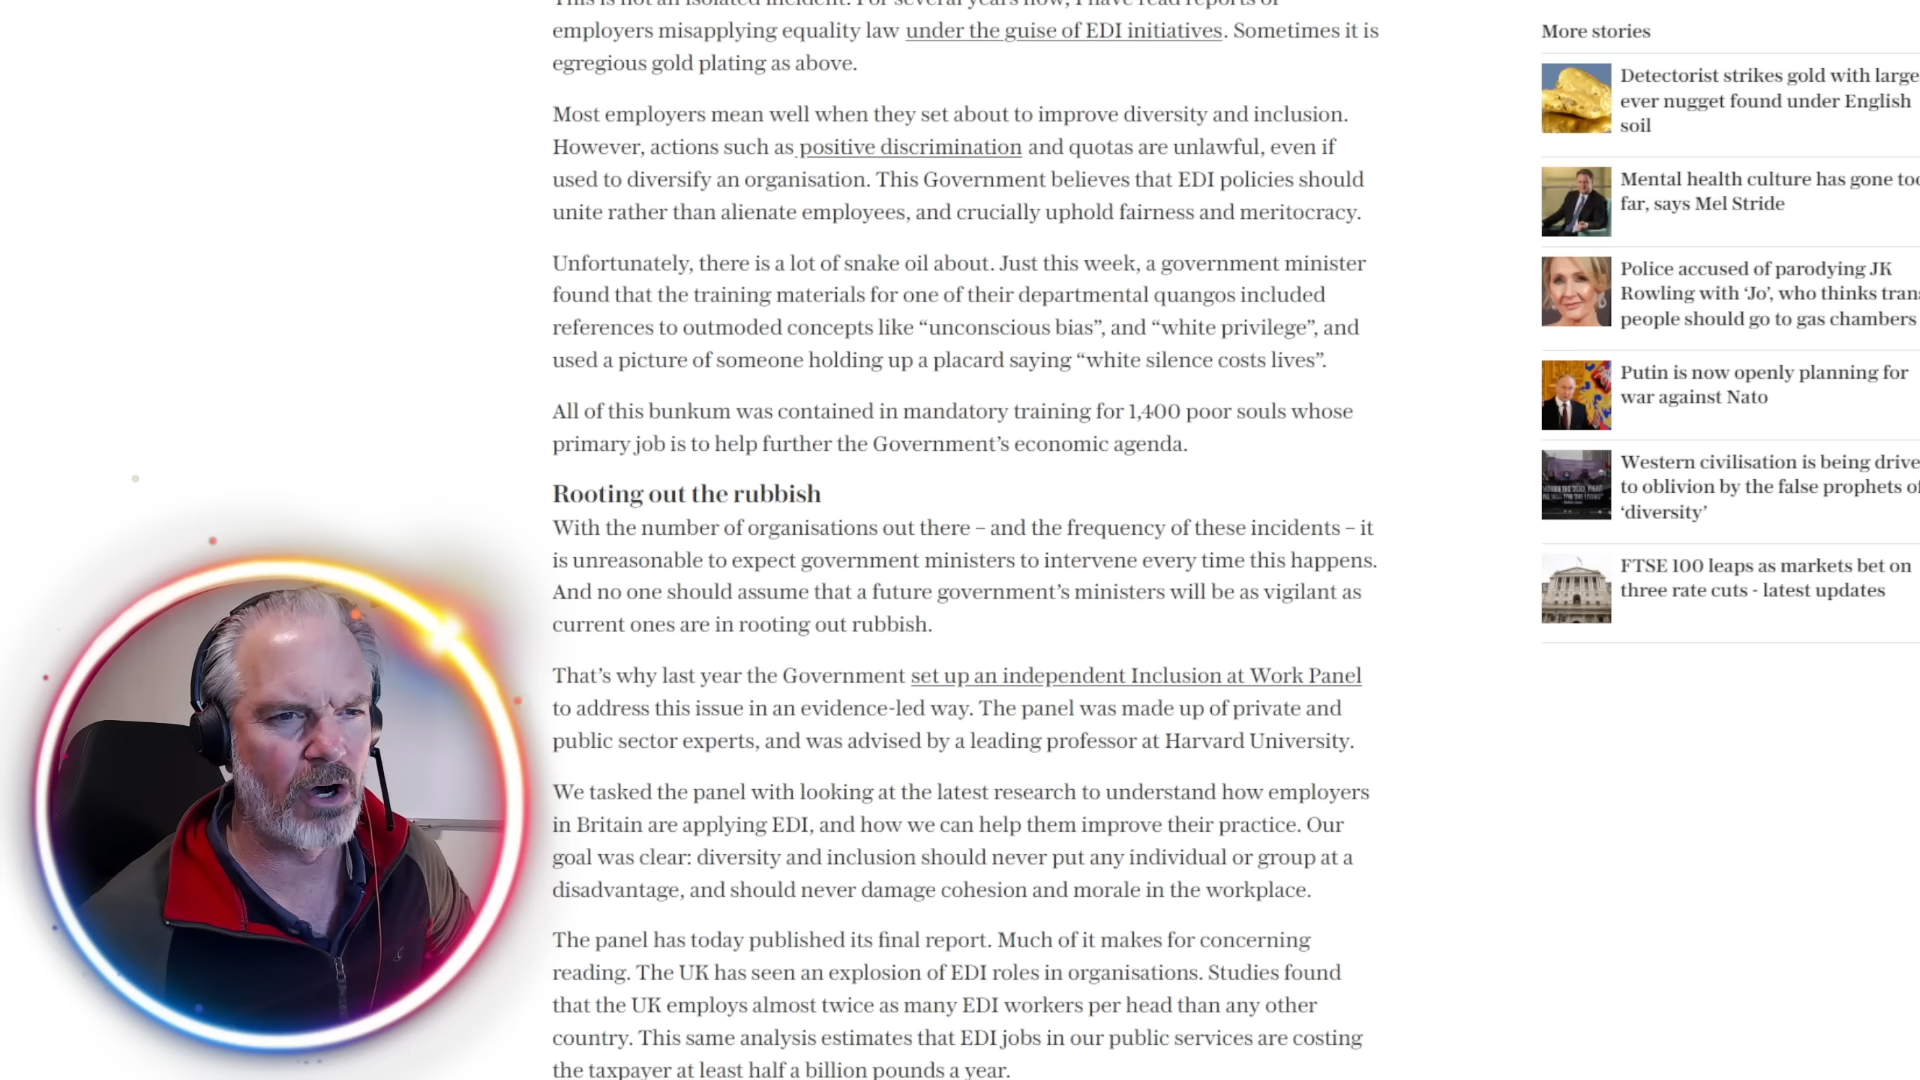 employers misapplying equality law under the guise of EDI initiatives. Sometimes it is
egregious gold plating as above.
Most employers mean well when they set about to improve diversity and inclusion.
However, actions such as positive discrimination and quotas are unlawful, even if
used to diversify an organisation. This Government believes that EDI policies should
unite rather than alienate employees, and crucially uphold fairness and meritocracy.
Unfortunately, there is a lot of snake oil about. Just this week, a government minister
found that the training materials for one of their departmental quangos included
references to outmoded concepts like “unconscious bias”, and “white privilege”, and
used a picture of someone holding up a placard saying “white silence costs lives”.
All of this bunkum was contained in mandatory training for 1,400 poor souls whose
primary job is to help further the Government’s economic agenda.
Rooting out the rubbish
With the number of organisations out there – and the frequency of these incidents – it
is unreasonable to expect government ministers to intervene every time this happens.
And no one should assume that a future government’s ministers will be as vigilant as
current ones are in rooting out rubbish.
That’s why last year the Government set up an independent Inclusion at Work Panel
to address this issue in an evidence-led way. The panel was made up of private and
public sector experts, and was advised by a leading professor at Harvard University.
We tasked the panel with looking at the latest research to understand how employers
in Britain are applying EDI, and how we can help them improve their practice. Our
goal was clear: diversity and inclusion should never put any individual or group at a
disadvantage, and should never damage cohesion and morale in the workplace.
The panel has today published its final report. Much of it makes for concerning
reading. The UK has seen an explosion of EDI roles in organisations. Studies found
that the UK employs almost twice as many EDI workers per head than any other
country. This same analysis estimates that EDI jobs in our public services are costing
the taxpayer at least half a billion pounds a year.
More stories
Detectorist strikes gold with large
ever nugget found under English
soil
Mental health culture has gone too
far, says Mel Stride
Police accused of parodying JK
Rowling with ‘Jo’, who thinks tran
people should go to gas chambers
Putin is now openly planning for
war against Nato
Western civilisation is being drive
to oblivion by the false prophets of
‘diversity’
FTSE 100 leaps as markets bet on
three rate cuts - latest updates